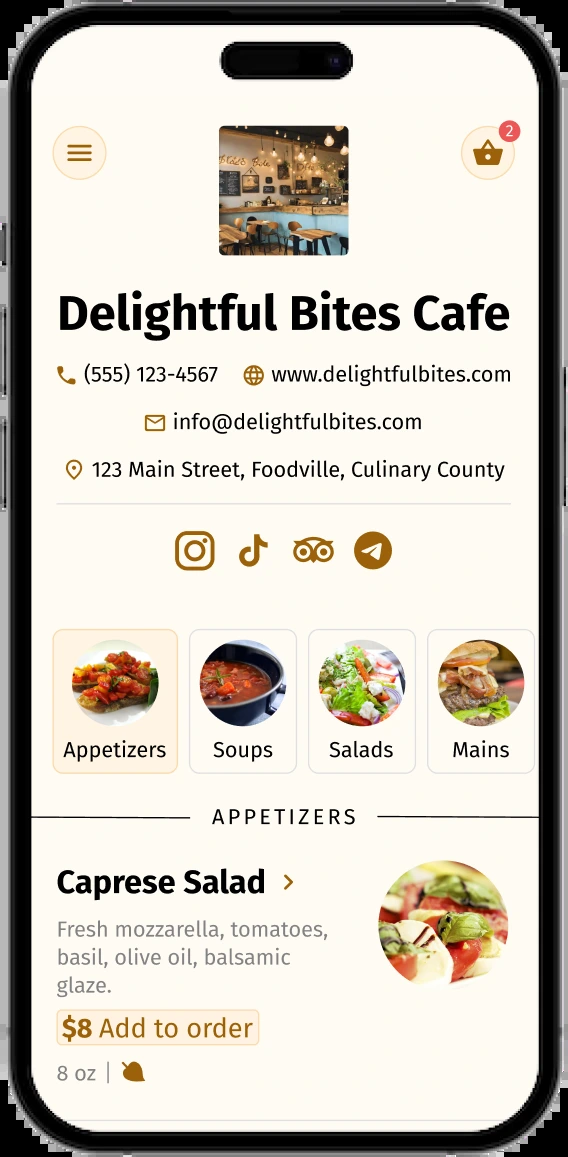 2
Delightful Bites Cafe
(555) 123-4567 www.delightfulbites.com
info@delightfulbites.com
123 Main Street, Foodville, Culinary County
Appetizers Soups Salads Mains
APPETIZERS
Caprese Salad
Fresh mozzarella, tomatoes,
basil, olive oil, balsamic
glaze.
$8 Add to order
8 oz |